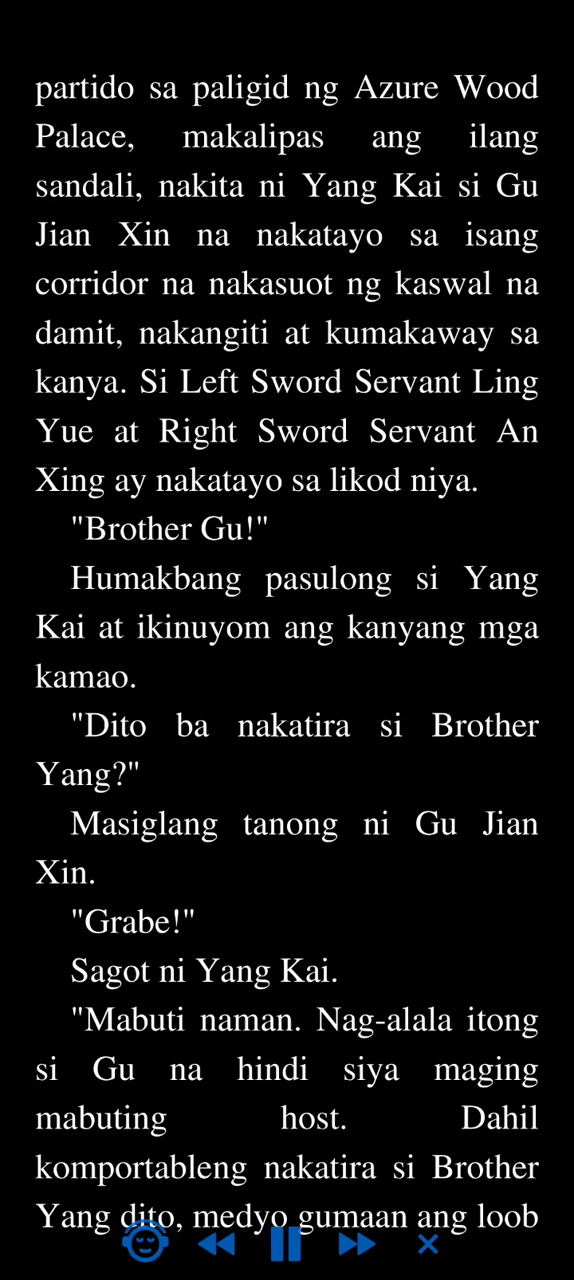 partido sa paligid ng Azure Wood
Palace, makalipas ang ilang
sandali, nakita ni Yang Kai si Gu
Jian Xin na nakatayo sa isang
corridor na nakasuot ng kaswal na
damit, nakangiti at kumakaway sa
kanya. Si Left Sword Servant Ling
Yue at Right Sword Servant An
Xing ay nakatayo sa likod niya.
"Brother Gu!"
Humakbang pasulong si Yang
Kai at ikinuyom ang kanyang mga
kamao.
"Dito ba nakatira si Brother
Yang?"
Masiglang tanong ni Gu Jian
Xin.
"Grabe!"
Sagot ni Yang Kai.
"Mabuti naman. Nag-alala itong
si Gu na hindi siya maging
mabuting host. Dahil
komportableng nakatira si Brother
Yang dito, medyo gumaan ang loob